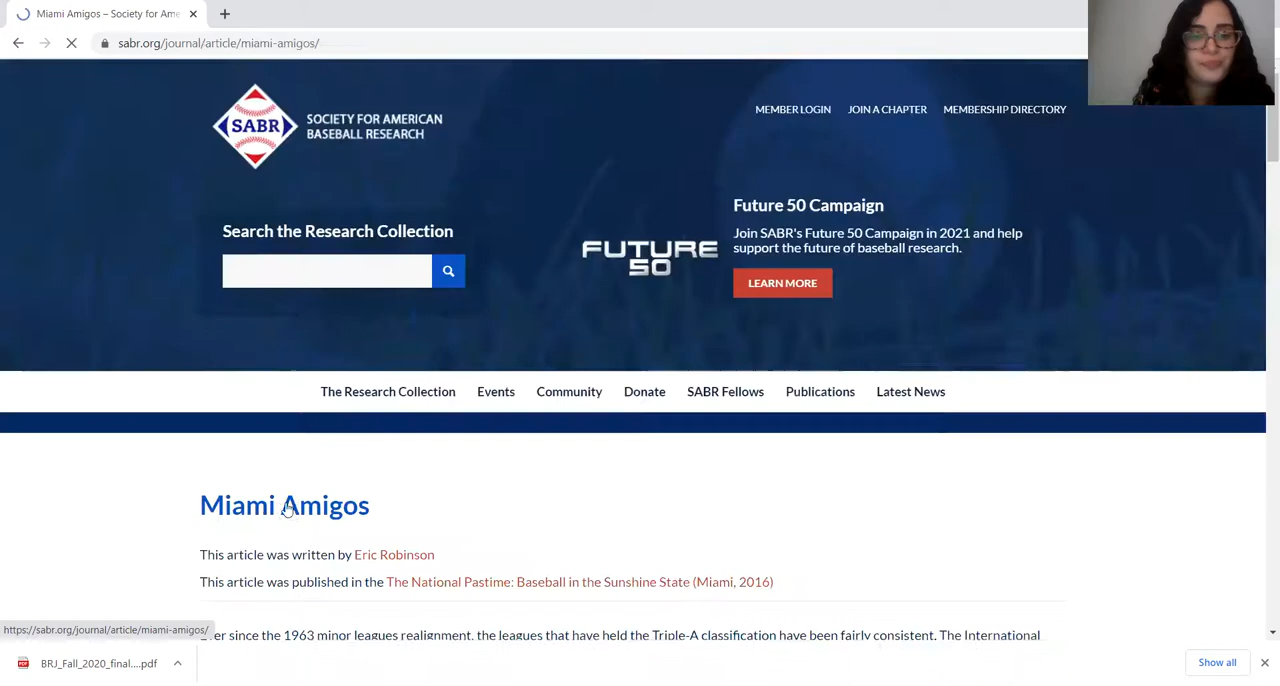 Miami Amigos – Society for Ame
sabr.org/journal/article/miami-amigos/
SABR
SOCIETY FOR AMERICAN
BASEBALL RESEARCH
MEMBER LOGIN
JOIN A CHAPTER
MEMBERSHIP DIRECTORY
Search the Research Collection
FUTURE
50
Future 50 Campaign
Join SABR's Future 50 Campaign in 2021 and help
support the future of baseball research.
LEARN MORE
The Research Collection
Events
Community
Donate
SABR Fellows
Publications
Latest News
Miami Amigos
This article was written by Eric Robinson
This article was published in the The National Pastime: Baseball in the Sunshine State (Miami, 2016)
Ever since the 1963 minor leagues realignment, the leagues that have held the Triple-A classification have been fairly consistent. The International
https://sabr.org/journal/article/miami-amigos/
BRJ_Fall_2020_final....pdf
Show all